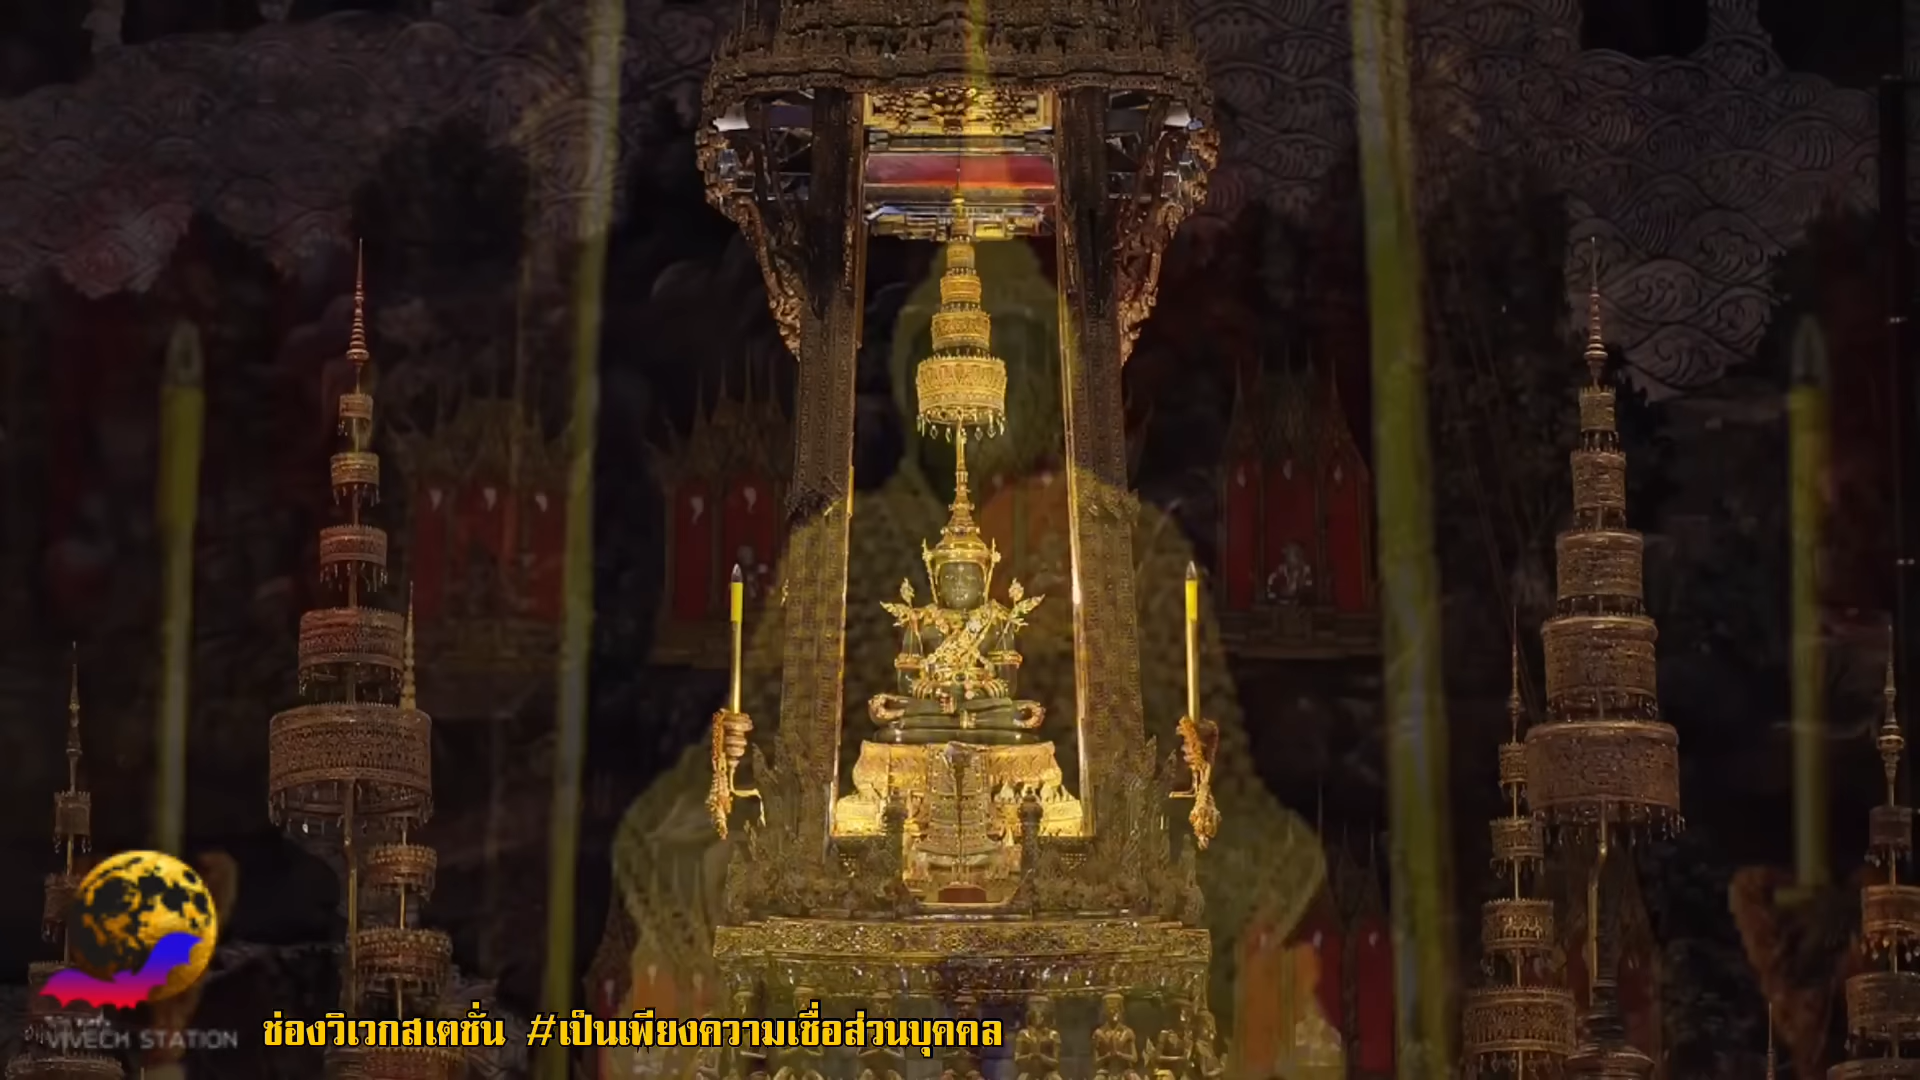 VIVECH STATION
ช่องวิเวกสเตชั่น #เป็นเพียงความเชื่อส่วนบุคคล